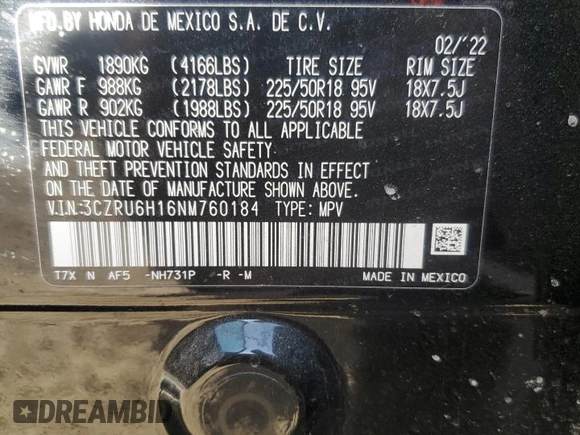 MFD.BY HONDA DE MEXICO S.A. DE C.V.
02/'22
GVWR 1890KG (4166LBS) TIRE SIZE RIM SIZE
GAWR F 988KG (2178LBS) 225/50R18 95V 18X7.5J
GAWR R 902KG (1988LBS) 225/50R18 95V 18X7.5J
THIS VEHICLE CONFORMS TO ALL APPLICABLE
FEDERAL MOTOR VEHICLE SAFETY
AND THEFT PREVENTION STANDARDS IN EFFECT
ON THE DATE OF MANUFACTURE SHOWN ABOVE.
V.I.N:3CZRU6H16NM760184 TYPE: MPV
T7X N AF5 -NH731P -R -M MADE IN MEXICO
DREAMBID